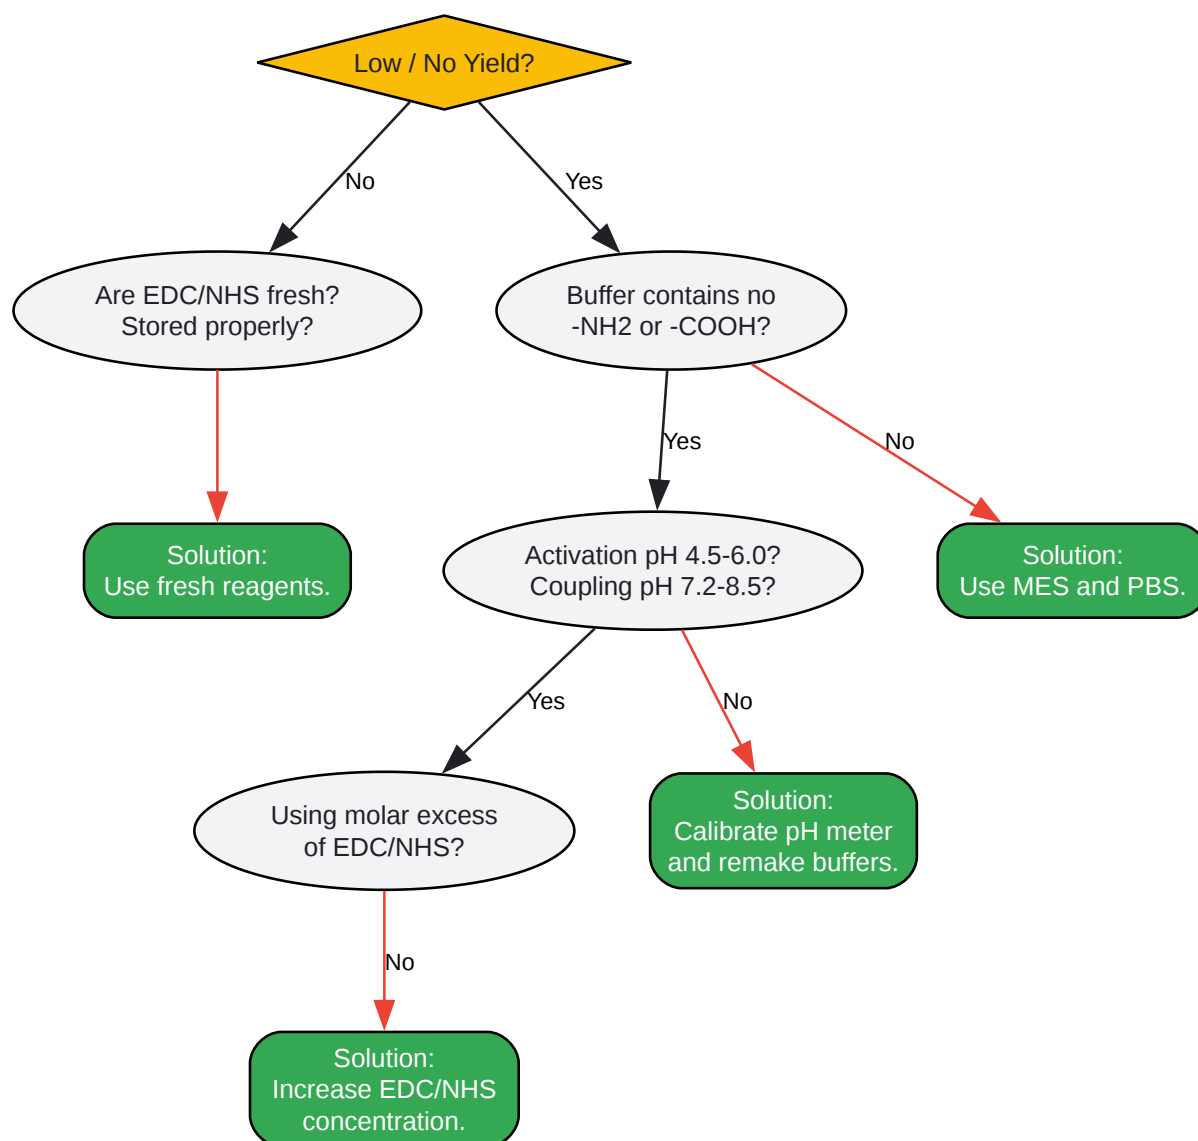 Low / No Yield?
No
Yes
Are EDC/NHS fresh?
Stored properly?
Buffer contains no
-NH2 or -COOH?
Yes
No
Solution:
Use fresh reagents.
Activation pH 4.5-6.0?
Coupling pH 7.2-8.5?
Solution:
Use MES and PBS.
Yes
No
Using molar excess
of EDC/NHS?
Solution:
Calibrate pH meter
and remake buffers.
No
Solution:
Increase EDC/NHS
concentration.